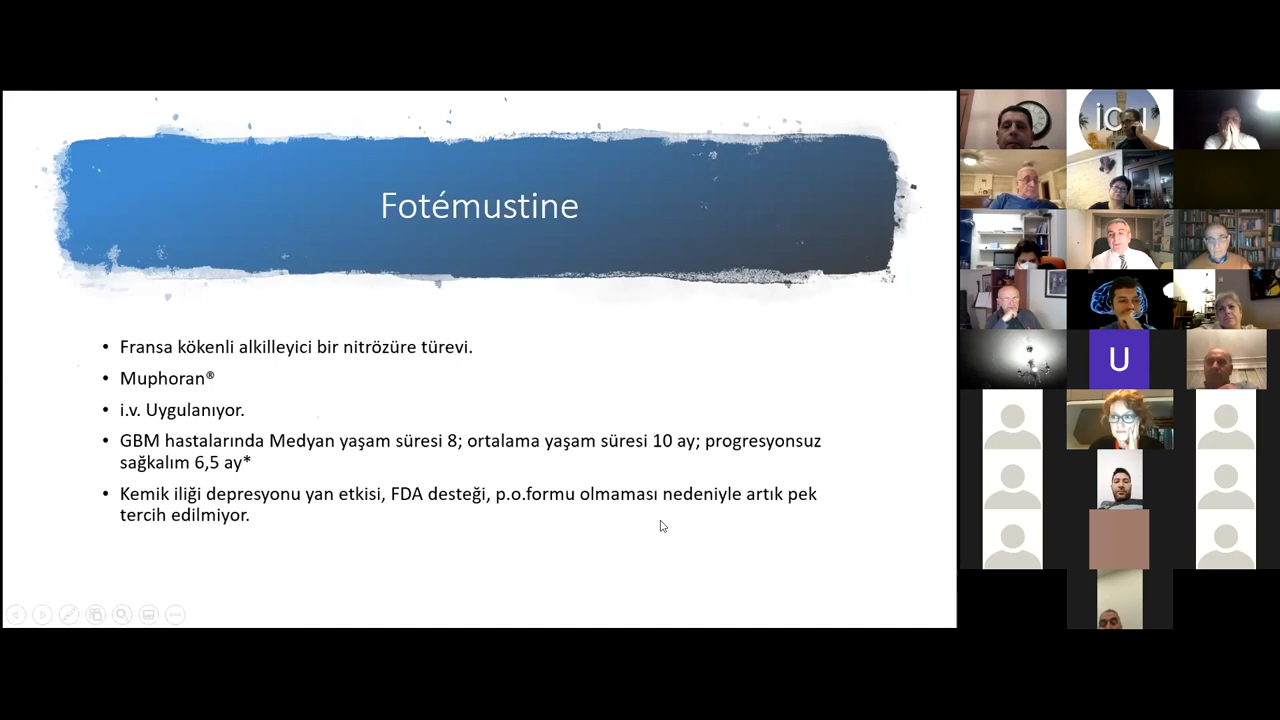 Fotémustine
• Fransa kökenli alkilleyici bir nitrözüre türevi.
• Muphoran®
• i.v. Uygulanıyor.
• GBM hastalarında Medyan yaşam süresi 8; ortalama yaşam süresi 10 ay; progresyonsuz
sağkalım 6,5 ay*
• Kemik iliği depresyonu yan etkisi, FDA desteği, p.o.formu olmaması nedeniyle artık pek
tercih edilmiyor.
U